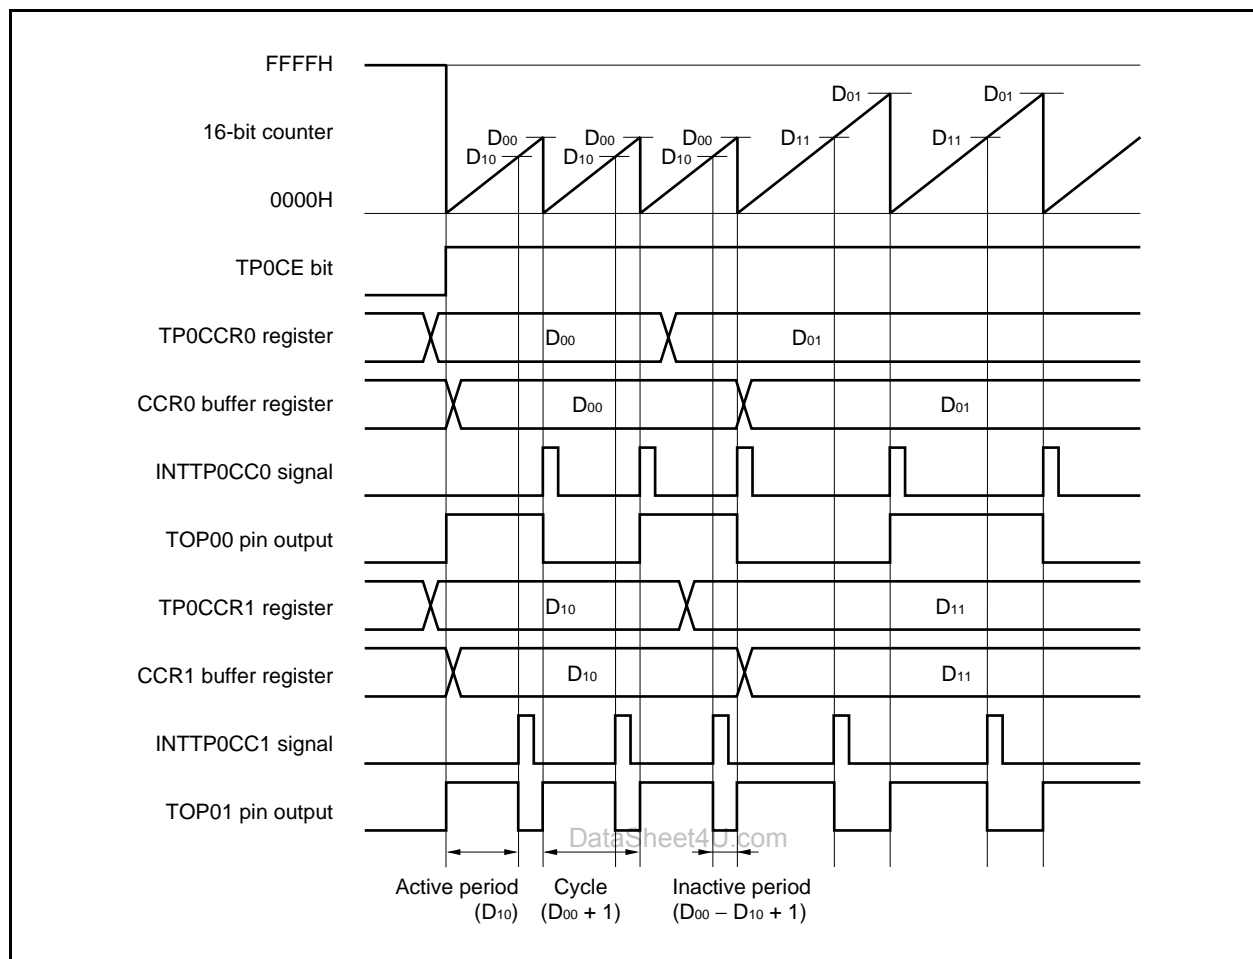 FFFFH
D01 D01
16-bit counter
D00 D00 D00 D11 D11
D10 D10 D10
0000H
TP0CE bit
TP0CCR0 register
D00 D01
CCR0 buffer register
D00 D01
INTTP0CC0 signal
TOP00 pin output
TP0CCR1 register
D10 D11
CCR1 buffer register
D10 D11
INTTP0CC1 signal
TOP01 pin output
DataSheet4U.com
Active period Cycle Inactive period
(D10) (D00 + 1) (D00 − D10 + 1)